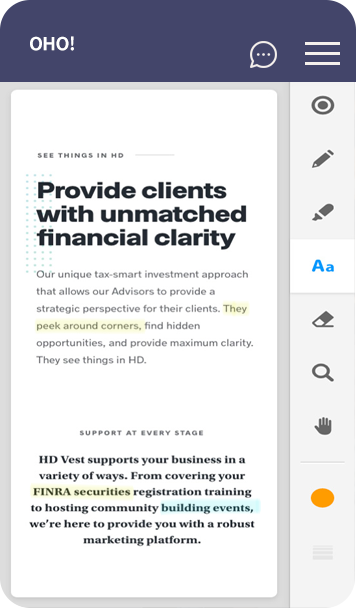 OHO!
SEE THINGS IN HD
Provide clients
with unmatched
financial clarity
Our unique tax-smart investment approach
that allows our Advisors to provide a
strategic perspective for their clients. They
peek around corners, find hidden
opportunities, and provide maximum clarity.
They see things in HD.
Aa
SUPPORT AT EVERY STAGE
HD Vest supports your business in a
variety of ways. From covering your
FINRA securities registration training
to hosting community building events,
we're here to provide you with a robust
marketing platform.